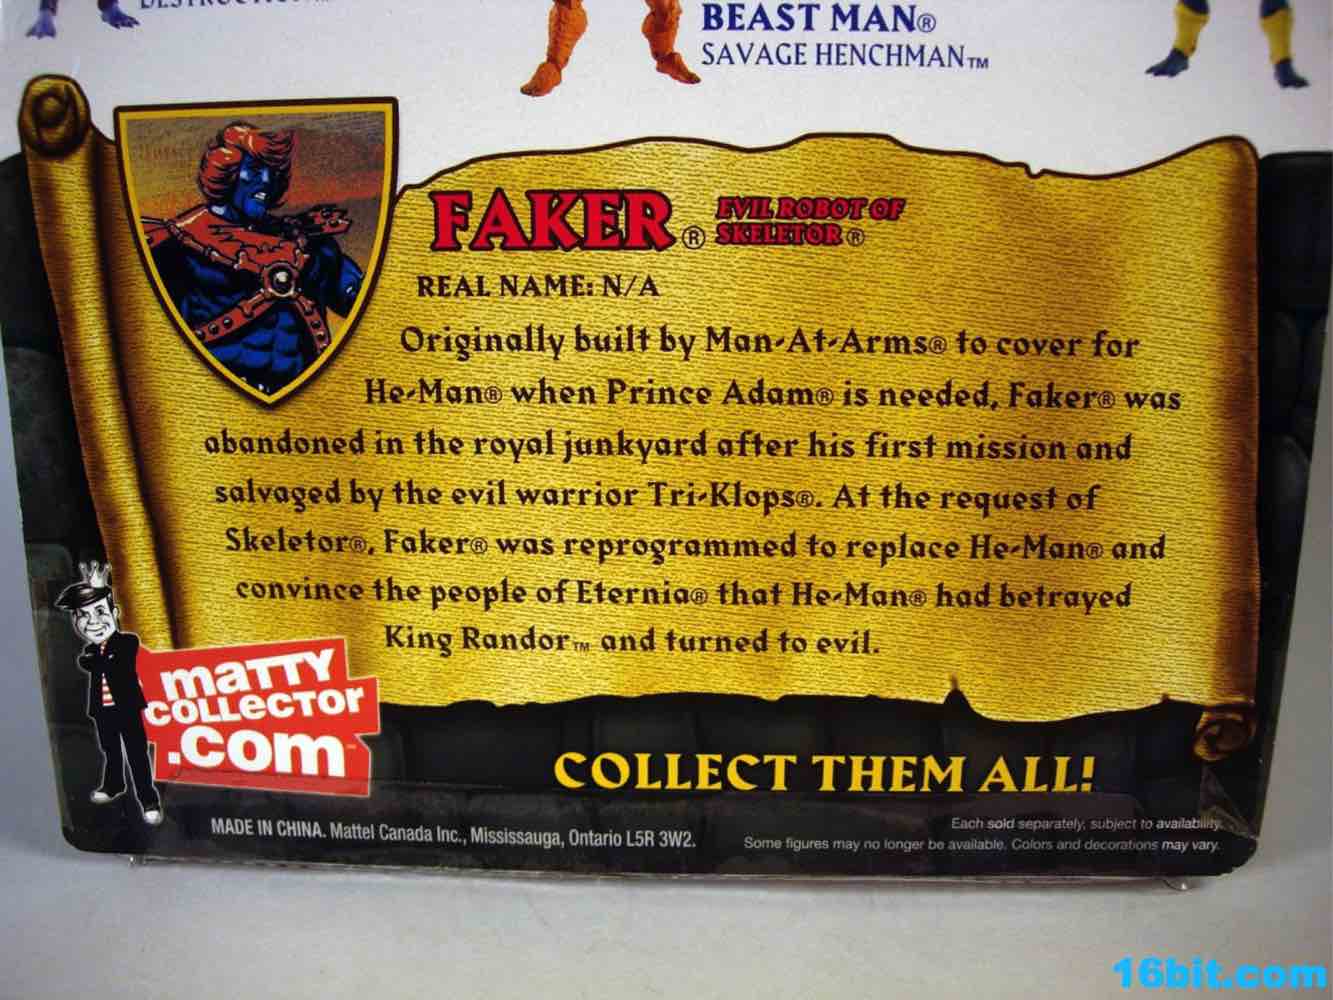 BEAST MAN®
SAVAGE HENCHMAN™
FAKER® EVIL ROBOT OF
SKELETOR®
REAL NAME: N/A
Originally built by Man-At-Arms® to cover for
He-Man® when Prince Adam® is needed, Faker® was
abandoned in the royal junkyard after his first mission and
salvaged by the evil warrior Tri-Klops®. At the request of
Skeletor®, Faker® was reprogrammed to replace He-Man® and
convince the people of Eternia® that He-Man® had betrayed
King Randor™ and turned to evil.
maTTY
COLLecTor
.com™
COLLECT THEM ALL!
MADE IN CHINA. Mattel Canada Inc., Mississauga, Ontario L5R 3W2.
Each sold separately, subject to availability.
Some figures may no longer be available. Colors and decorations may vary.
16bit.com